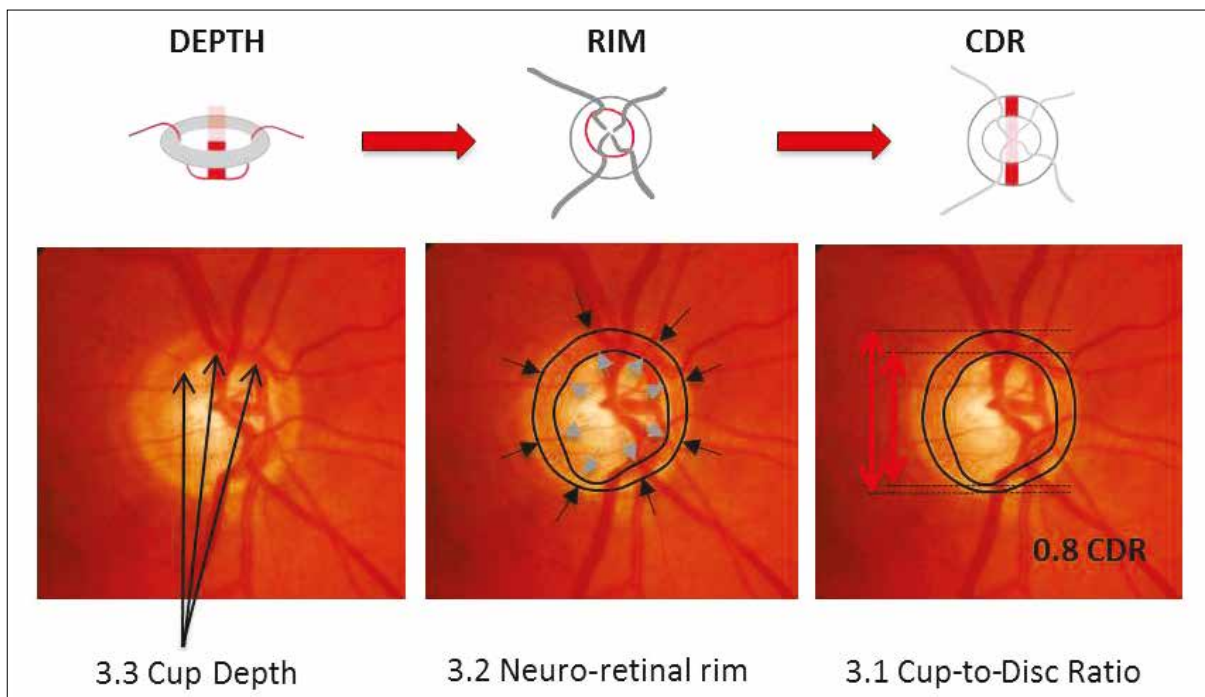 DEPTH
RIM
CDR
0.8 CDR
3.3 Cup Depth
3.2 Neuro-retinal rim
3.1 Cup-to-Disc Ratio